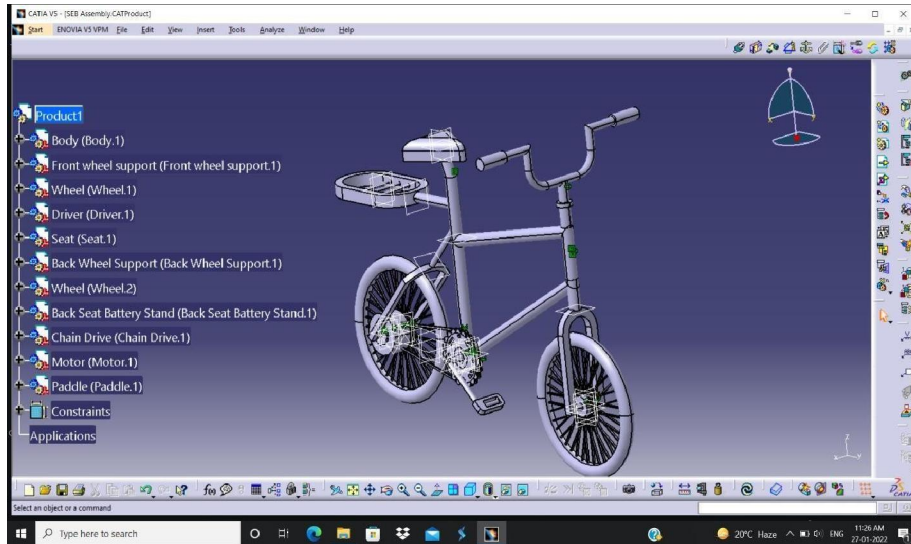 CATIA V5 - [SEB Assembly.CATProduct]
Start ENOVIA V5 VPM File Edit View Insert Tools Analyze Window Help
Product1
Body (Body.1)
Front wheel support (Front wheel support.1)
Wheel (Wheel.1)
Driver (Driver.1)
Seat (Seat.1)
Back Wheel Support (Back Wheel Support.1)
Wheel (Wheel.2)
Back Seat Battery Stand (Back Seat Battery Stand.1)
Chain Drive (Chain Drive.1)
Motor (Motor.1)
Paddle (Paddle.1)
Constraints
Applications
Select an object or a command
Type here to search
20°C Haze
ENG
11:26 AM
27-01-2022